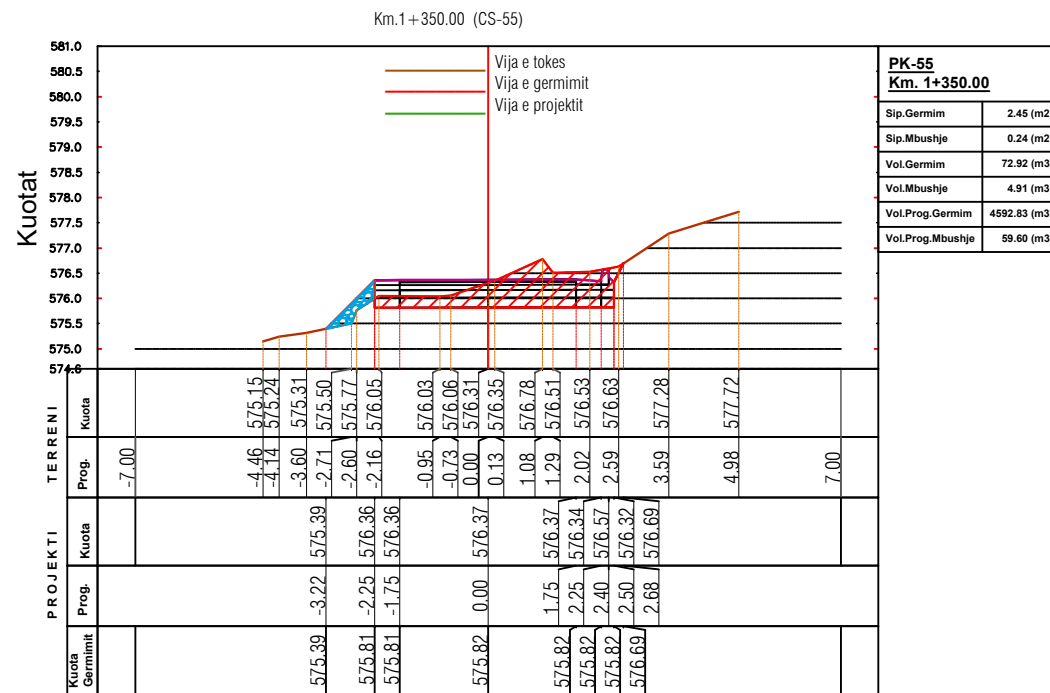 Km.1+350.00 (CS-55)
Vija e tokes
Vija e germimit
Vija e projektit
Kuotat
581.0
580.5
580.0
579.5
579.0
578.5
578.0
577.5
577.0
576.5
576.0
575.5
575.0
574.6
PK-55
Km. 1+350.00
Sip.Germim 2.45 (m2
Sip.Mbushje 0.24 (m2
Vol.Germim 72.92 (m3
Vol.Mbushje 4.91 (m3
Vol.Prog.Germim 4592.83 (m3
Vol.Prog.Mbushje 59.60 (m3
TERRENI
Kuota
575.15 575.24 575.31 575.50 575.77 576.05 576.03 576.06 576.31 576.35 576.78 576.51 576.53 576.63 577.28 577.72
Prog.
-7.00 -4.46 -4.14 -3.60 -2.71 -2.60 -2.16 -0.95 -0.73 0.00 0.13 1.08 1.29 2.02 2.59 3.59 4.98 7.00
PROJEKTI
Kuota
575.39 576.36 576.36 576.37 576.37 576.34 576.57 576.32 576.69
Prog.
-3.22 -2.25 -1.75 0.00 1.75 2.25 2.40 2.50 2.68
Kuota
Germimit
575.39 575.81 575.81 575.82 575.82 575.82 575.82 576.69